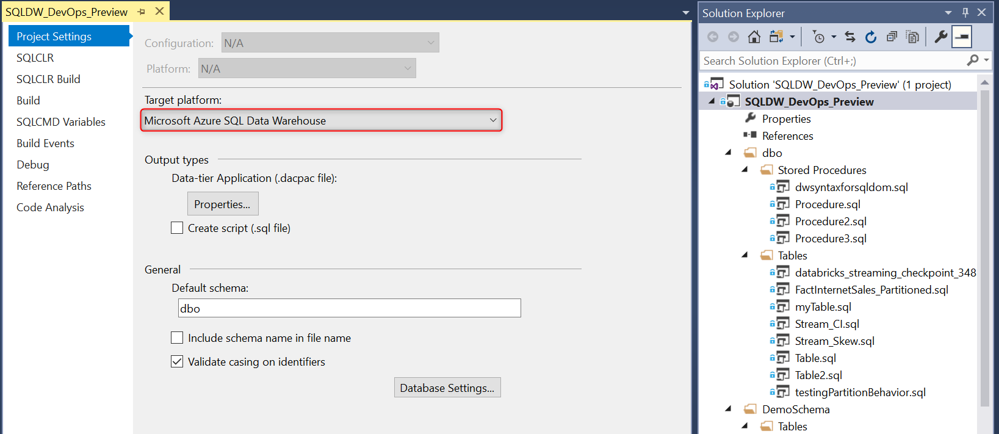 SQLDW_DevOps_Preview
Project Settings
SQLCLR
SQLCLR Build
Build
SQLCMD Variables
Build Events
Debug
Reference Paths
Code Analysis
Configuration: N/A
Platform: N/A
Target platform:
Microsoft Azure SQL Data Warehouse
Output types
Data-tier Application (.dacpac file):
Properties...
Create script (.sql file)
General
Default schema:
dbo
Include schema name in file name
Validate casing on identifiers
Database Settings...
Solution Explorer
Search Solution Explorer (Ctrl+;)
Solution 'SQLDW_DevOps_Preview' (1 project)
SQLDW_DevOps_Preview
Properties
References
dbo
Stored Procedures
dwsyntaxforsqldom.sql
Procedure.sql
Procedure2.sql
Procedure3.sql
Tables
databricks_streaming_checkpoint_348
FactInternetSales_Partitioned.sql
myTable.sql
Stream_CI.sql
Stream_Skew.sql
Table.sql
Table2.sql
testingPartitionBehavior.sql
DemoSchema
Tables